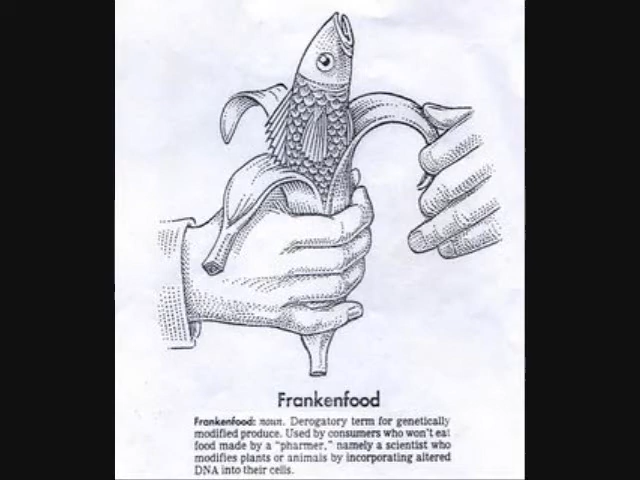 Frankenfood
Frankenfood: noun. Derogatory term for genetically
modified produce. Used by consumers who won't eat
food made by a "pharmer," namely a scientist who
modifies plants or animals by incorporating altered
DNA into their cells.